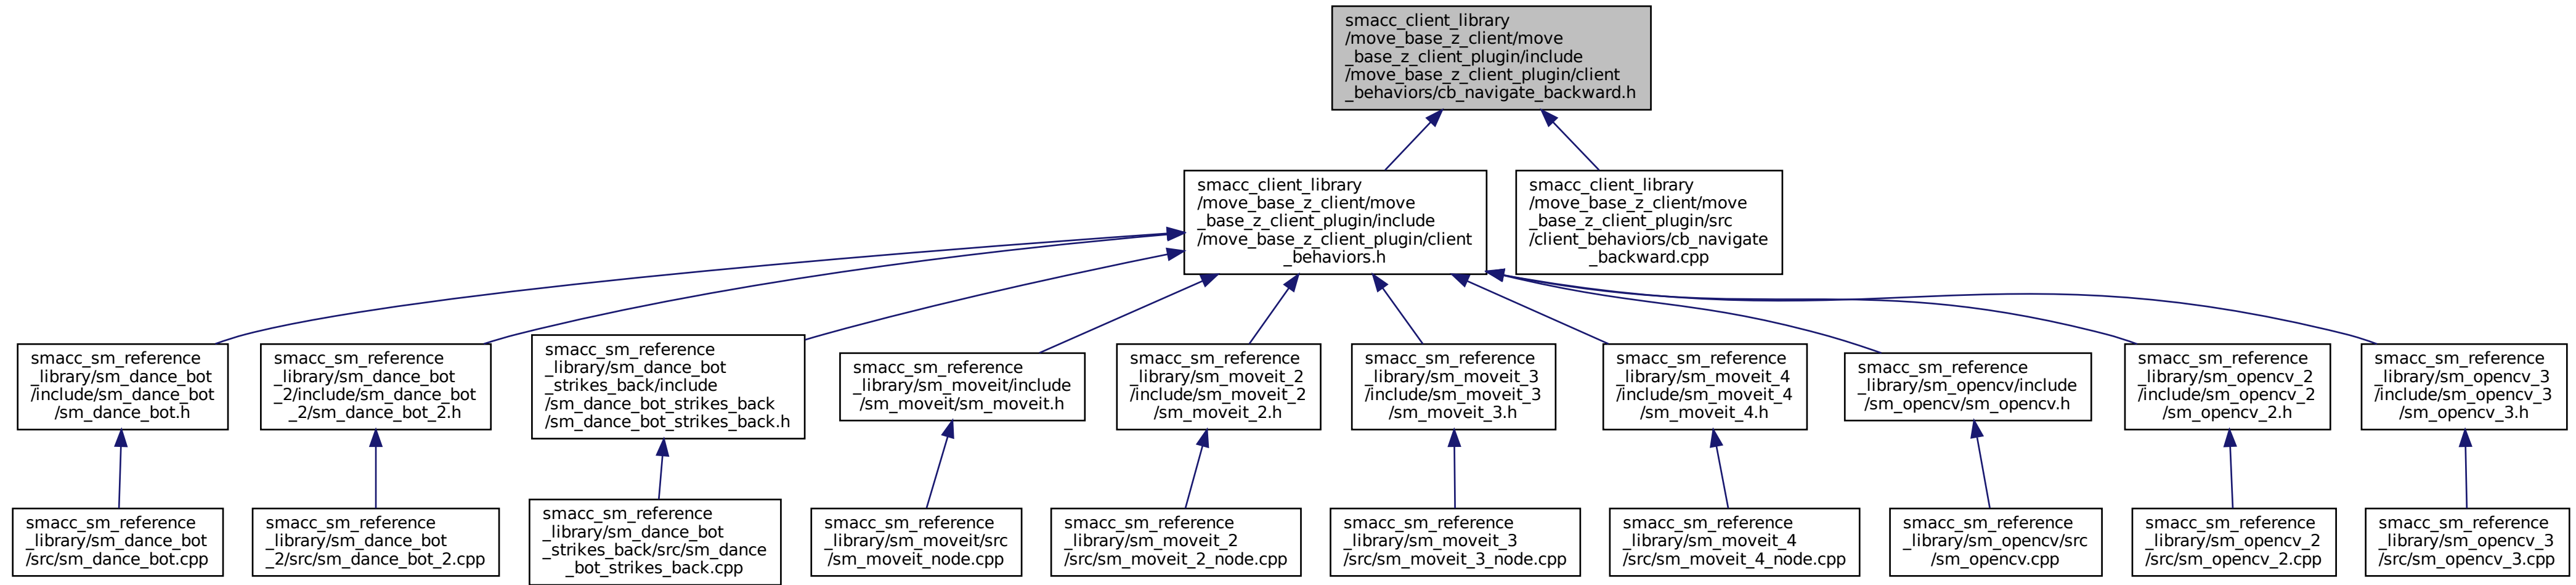 smacc_client_library
/move_base_z_client/move
_base_z_client_plugin/include
/move_base_z_client_plugin/client
_behaviors/cb_navigate_backward.h
smacc_client_library
/move_base_z_client/move
_base_z_client_plugin/include
/move_base_z_client_plugin/client
_behaviors.h
smacc_client_library
/move_base_z_client/move
_base_z_client_plugin/src
/client_behaviors/cb_navigate
_backward.cpp
smacc_sm_reference
_library/sm_dance_bot
/include/sm_dance_bot
/sm_dance_bot.h
smacc_sm_reference
_library/sm_dance_bot
_2/include/sm_dance_bot
_2/sm_dance_bot_2.h
smacc_sm_reference
_library/sm_dance_bot
_strikes_back/include
/sm_dance_bot_strikes_back
/sm_dance_bot_strikes_back.h
smacc_sm_reference
_library/sm_moveit/include
/sm_moveit/sm_moveit.h
smacc_sm_reference
_library/sm_moveit_2
/include/sm_moveit_2
/sm_moveit_2.h
smacc_sm_reference
_library/sm_moveit_3
/include/sm_moveit_3
/sm_moveit_3.h
smacc_sm_reference
_library/sm_moveit_4
/include/sm_moveit_4
/sm_moveit_4.h
smacc_sm_reference
_library/sm_opencv/include
/sm_opencv/sm_opencv.h
smacc_sm_reference
_library/sm_opencv_2
/include/sm_opencv_2
/sm_opencv_2.h
smacc_sm_reference
_library/sm_opencv_3
/include/sm_opencv_3
/sm_opencv_3.h
smacc_sm_reference
_library/sm_dance_bot
/src/sm_dance_bot.cpp
smacc_sm_reference
_library/sm_dance_bot
_2/src/sm_dance_bot_2.cpp
smacc_sm_reference
_library/sm_dance_bot
_strikes_back/src/sm_dance
_bot_strikes_back.cpp
smacc_sm_reference
_library/sm_moveit/src
/sm_moveit_node.cpp
smacc_sm_reference
_library/sm_moveit_2
/src/sm_moveit_2_node.cpp
smacc_sm_reference
_library/sm_moveit_3
/src/sm_moveit_3_node.cpp
smacc_sm_reference
_library/sm_moveit_4
/src/sm_moveit_4_node.cpp
smacc_sm_reference
_library/sm_opencv/src
/sm_opencv.cpp
smacc_sm_reference
_library/sm_opencv_2
/src/sm_opencv_2.cpp
smacc_sm_reference
_library/sm_opencv_3
/src/sm_opencv_3.cpp